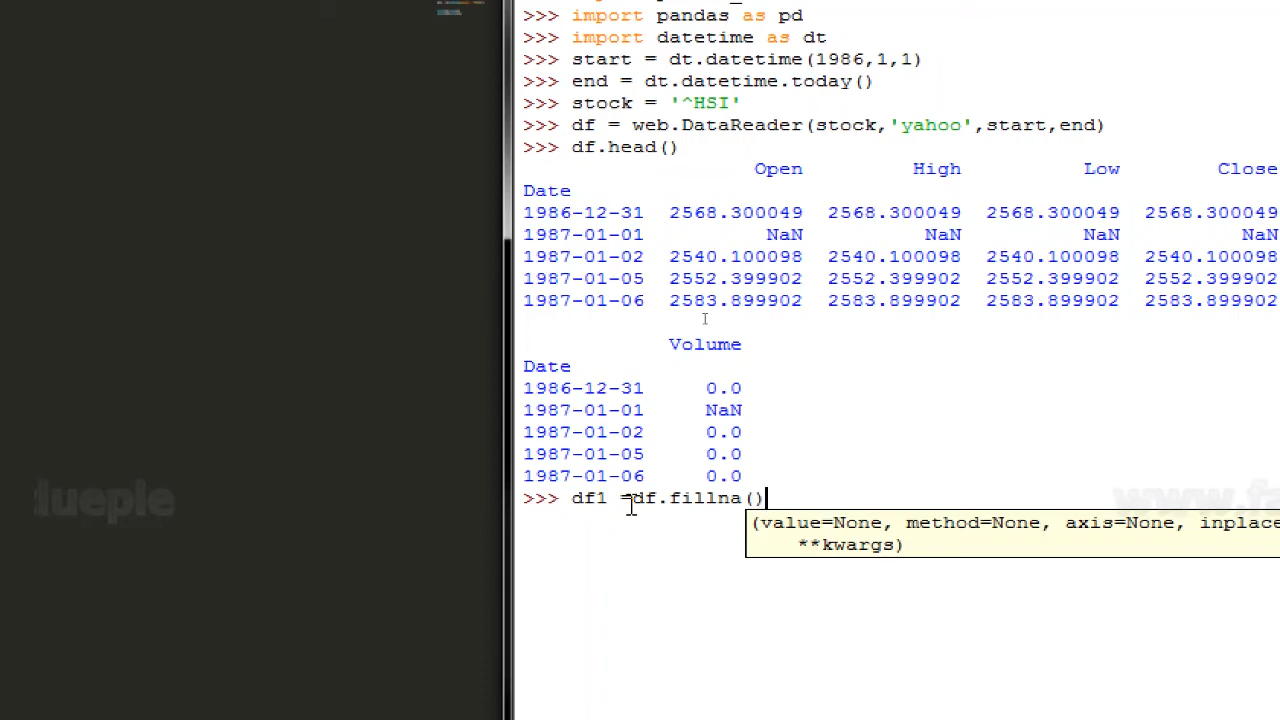 >>> import pandas as pd
>>> import datetime as dt
>>> start = dt.datetime(1986,1,1)
>>> end = dt.datetime.today()
>>> stock = '^HSI'
>>> df = web.DataReader(stock,'yahoo',start,end)
>>> df.head()
Open High Low Close
Date
1986-12-31 2568.300049 2568.300049 2568.300049 2568.300049
1987-01-01 NaN NaN NaN NaN
1987-01-02 2540.100098 2540.100098 2540.100098 2540.100098
1987-01-05 2552.399902 2552.399902 2552.399902 2552.399902
1987-01-06 2583.899902 2583.899902 2583.899902 2583.899902
Volume
Date
1986-12-31 0.0
1987-01-01 NaN
1987-01-02 0.0
1987-01-05 0.0
1987-01-06 0.0
>>> df1 =df.fillna()
(value=None, method=None, axis=None, inplace
**kwargs)
lueple
www.fa